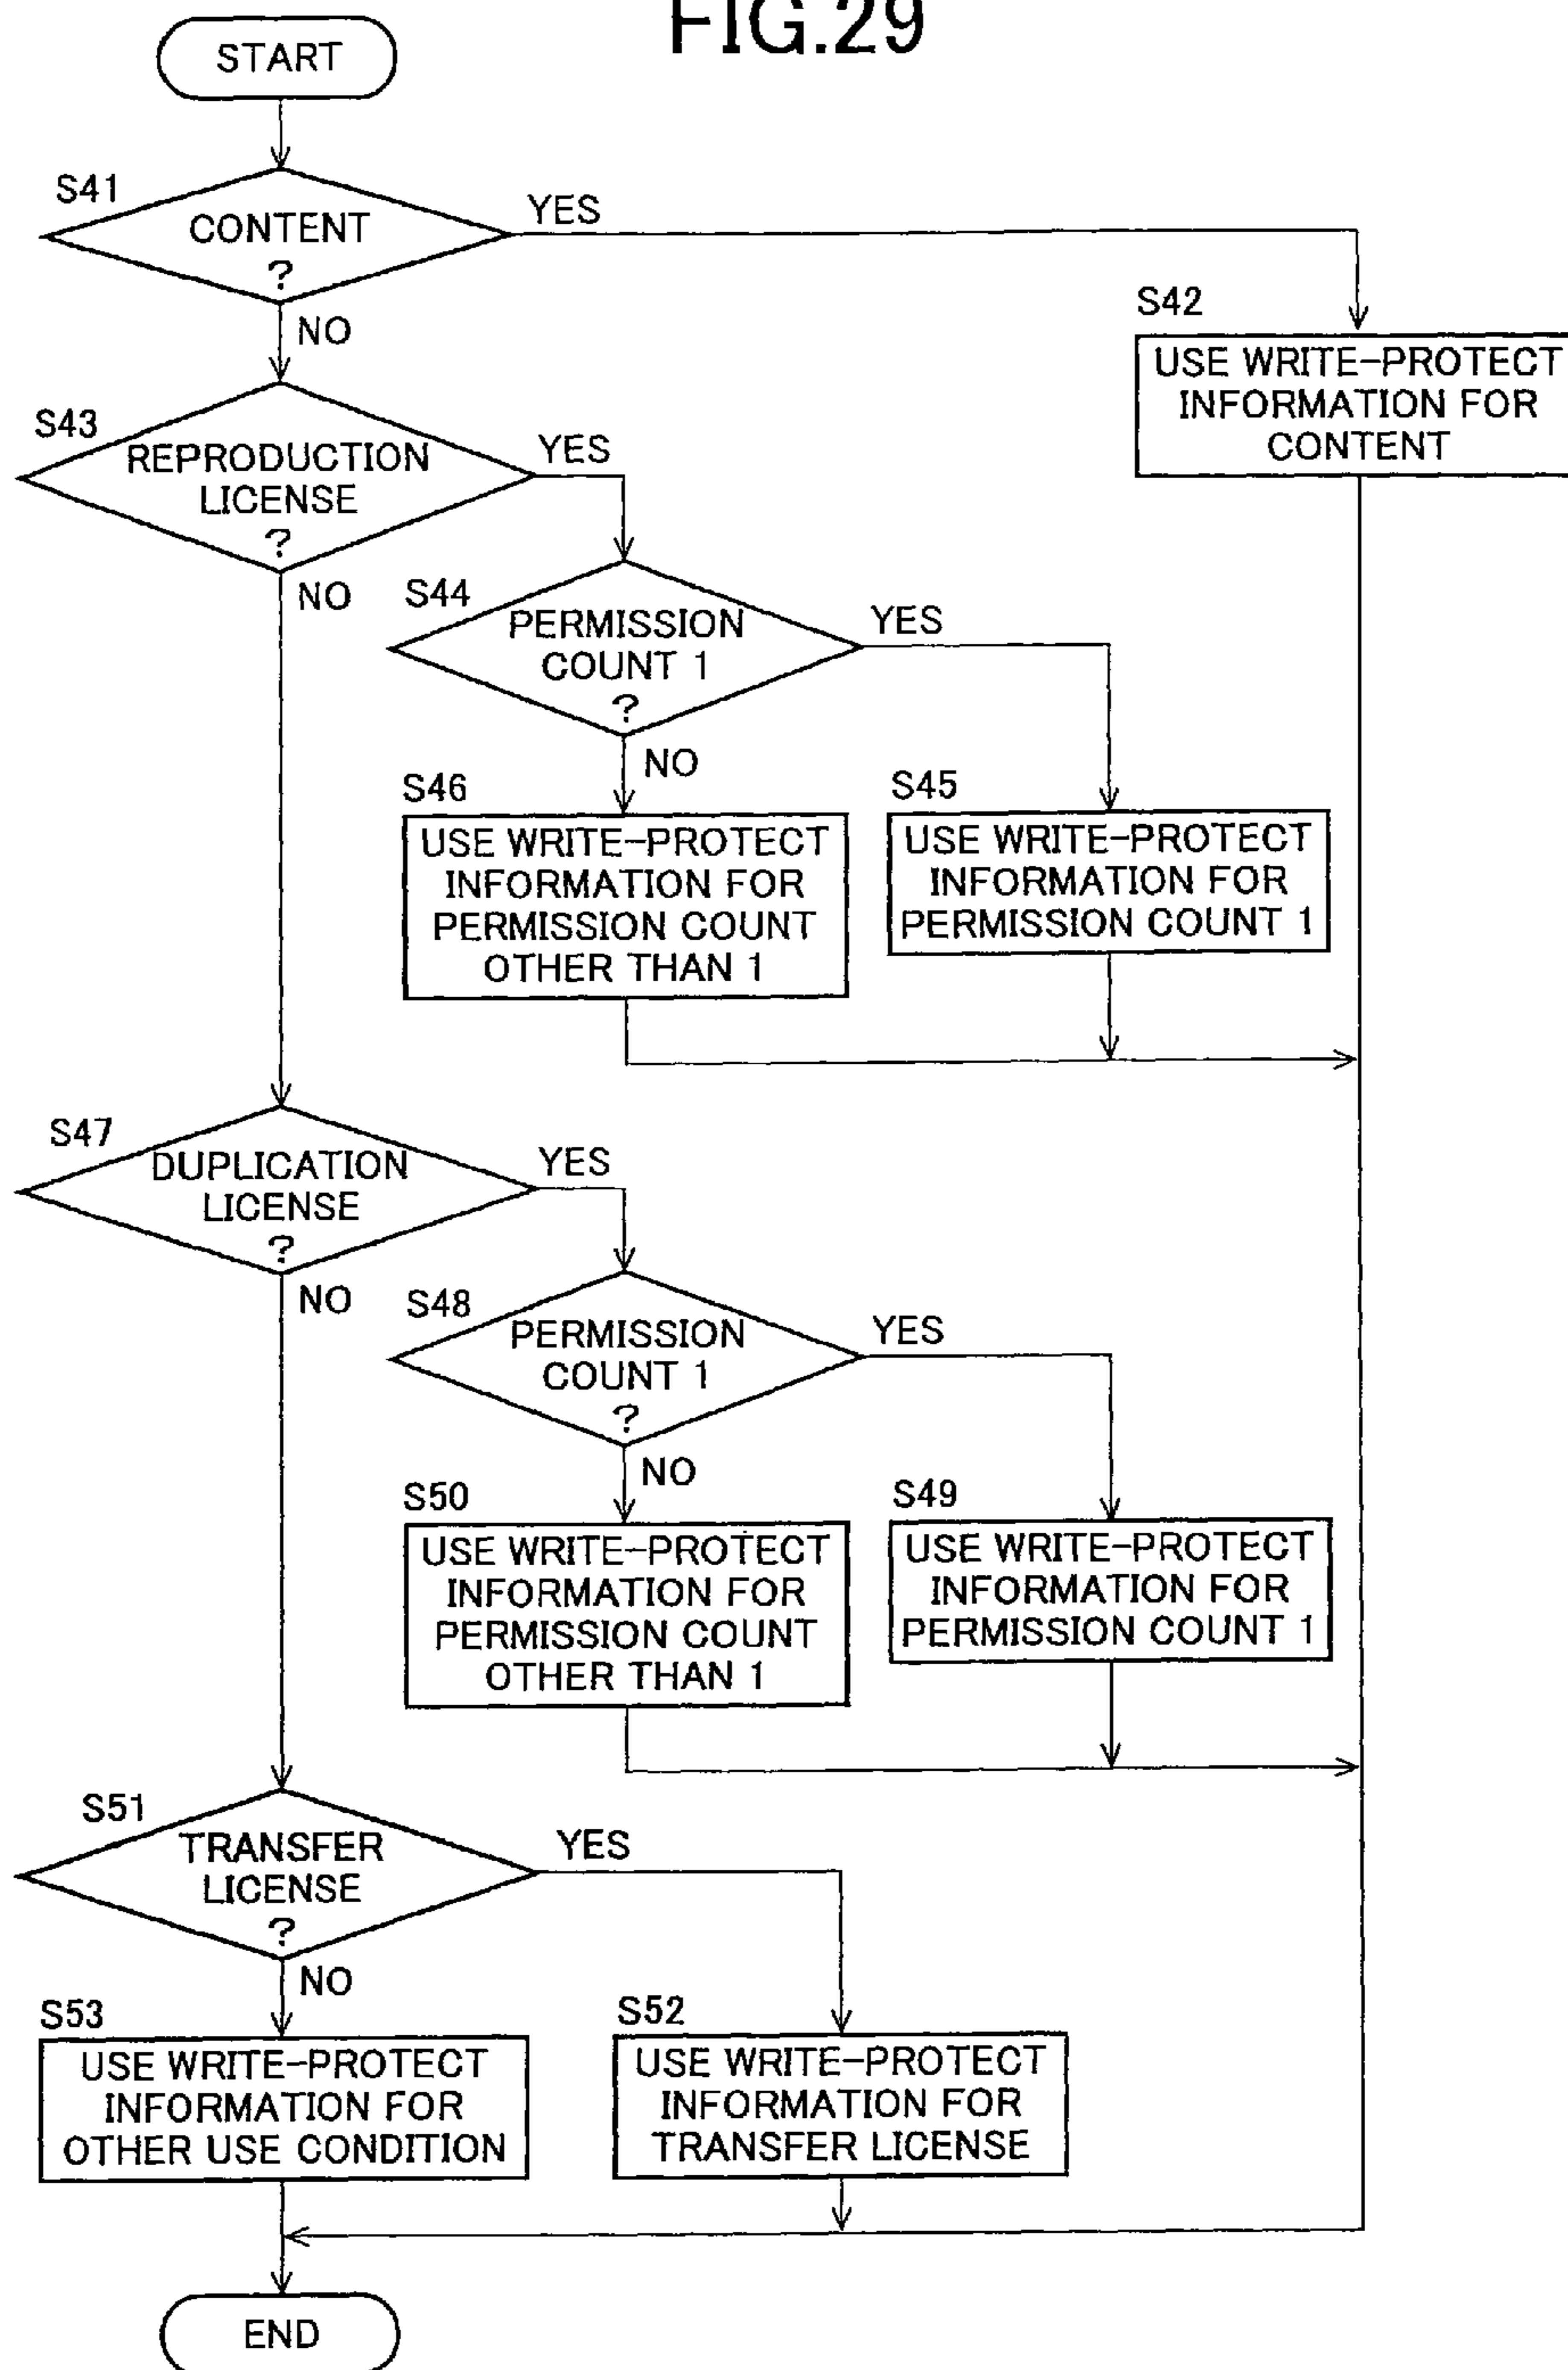 FIG.29
START
S41
CONTENT
?
YES
NO
S42
USE WRITE-PROTECT
INFORMATION FOR
CONTENT
S43
REPRODUCTION
LICENSE
?
YES
NO
S44
PERMISSION
COUNT 1
?
YES
NO
S46
USE WRITE-PROTECT
INFORMATION FOR
PERMISSION COUNT
OTHER THAN 1
S45
USE WRITE-PROTECT
INFORMATION FOR
PERMISSION COUNT 1
S47
DUPLICATION
LICENSE
?
YES
NO
S48
PERMISSION
COUNT 1
?
YES
NO
S50
USE WRITE-PROTECT
INFORMATION FOR
PERMISSION COUNT
OTHER THAN 1
S49
USE WRITE-PROTECT
INFORMATION FOR
PERMISSION COUNT 1
S51
TRANSFER
LICENSE
?
YES
NO
S53
USE WRITE-PROTECT
INFORMATION FOR
OTHER USE CONDITION
S52
USE WRITE-PROTECT
INFORMATION FOR
TRANSFER LICENSE
END